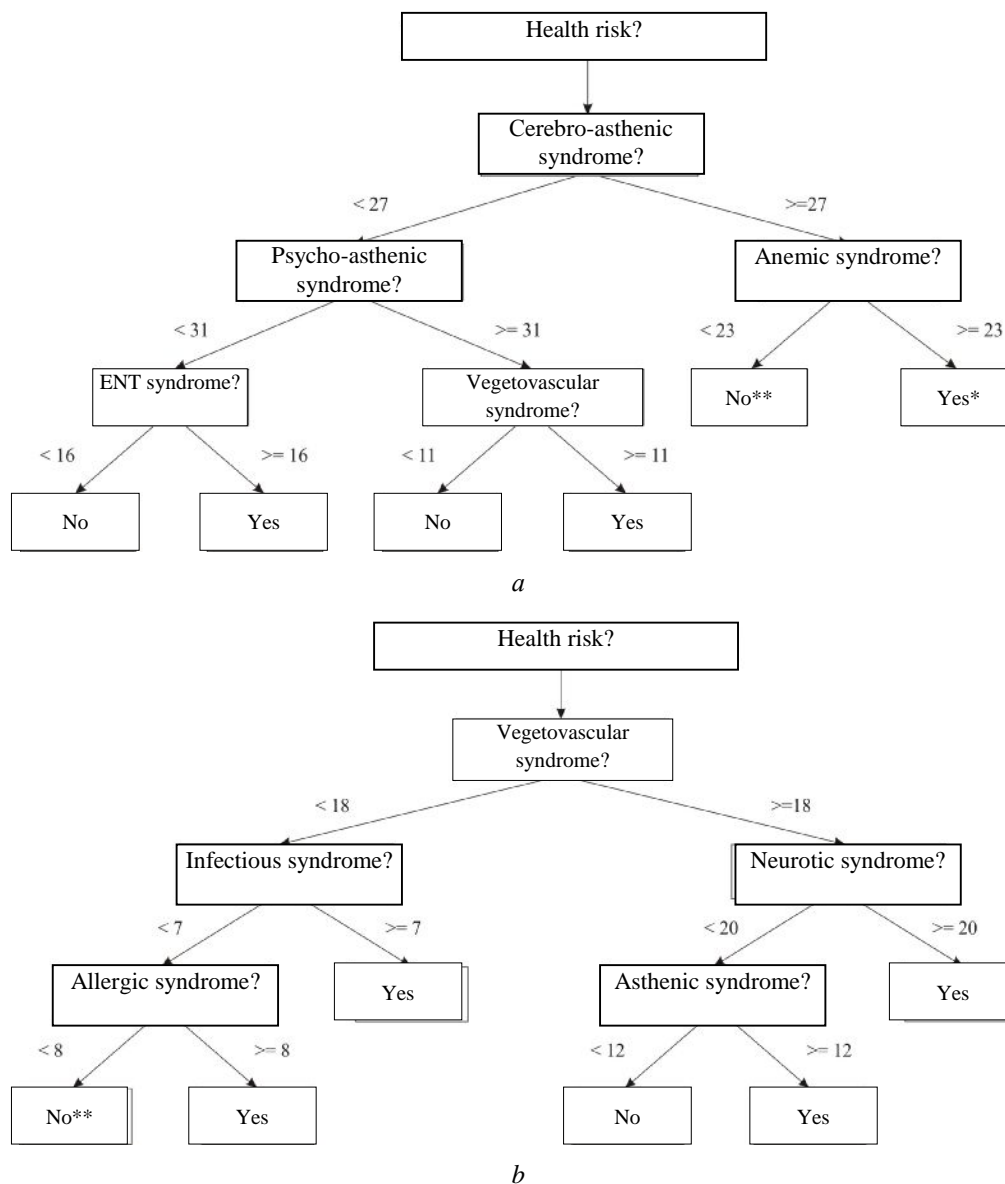 Health risk?
Cerebro-asthenic
syndrome?
< 27
>=27
Psycho-asthenic
syndrome?
Anemic syndrome?
< 31
>= 31
< 23
>= 23
ENT syndrome?
Vegetovascular
syndrome?
No**
Yes*
< 16
>= 16
< 11
>= 11
No
Yes
No
Yes
a
Health risk?
Vegetovascular
syndrome?
< 18
>=18
Infectious syndrome?
Neurotic syndrome?
< 7
>= 7
< 20
>= 20
Allergic syndrome?
Yes
Asthenic syndrome?
Yes
< 8
>= 8
< 12
>= 12
No**
Yes
No
Yes
b